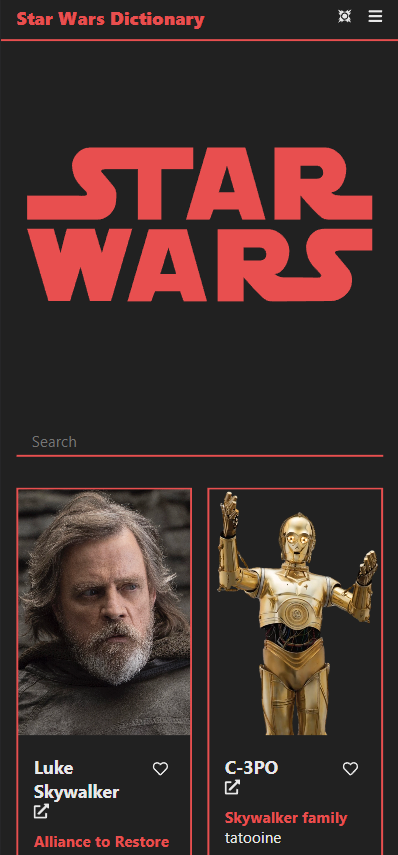 Star Wars Dictionary
STAR
WARS
Search
Luke
Skywalker
Alliance to Restore
C-3PO
Skywalker family
tatooine